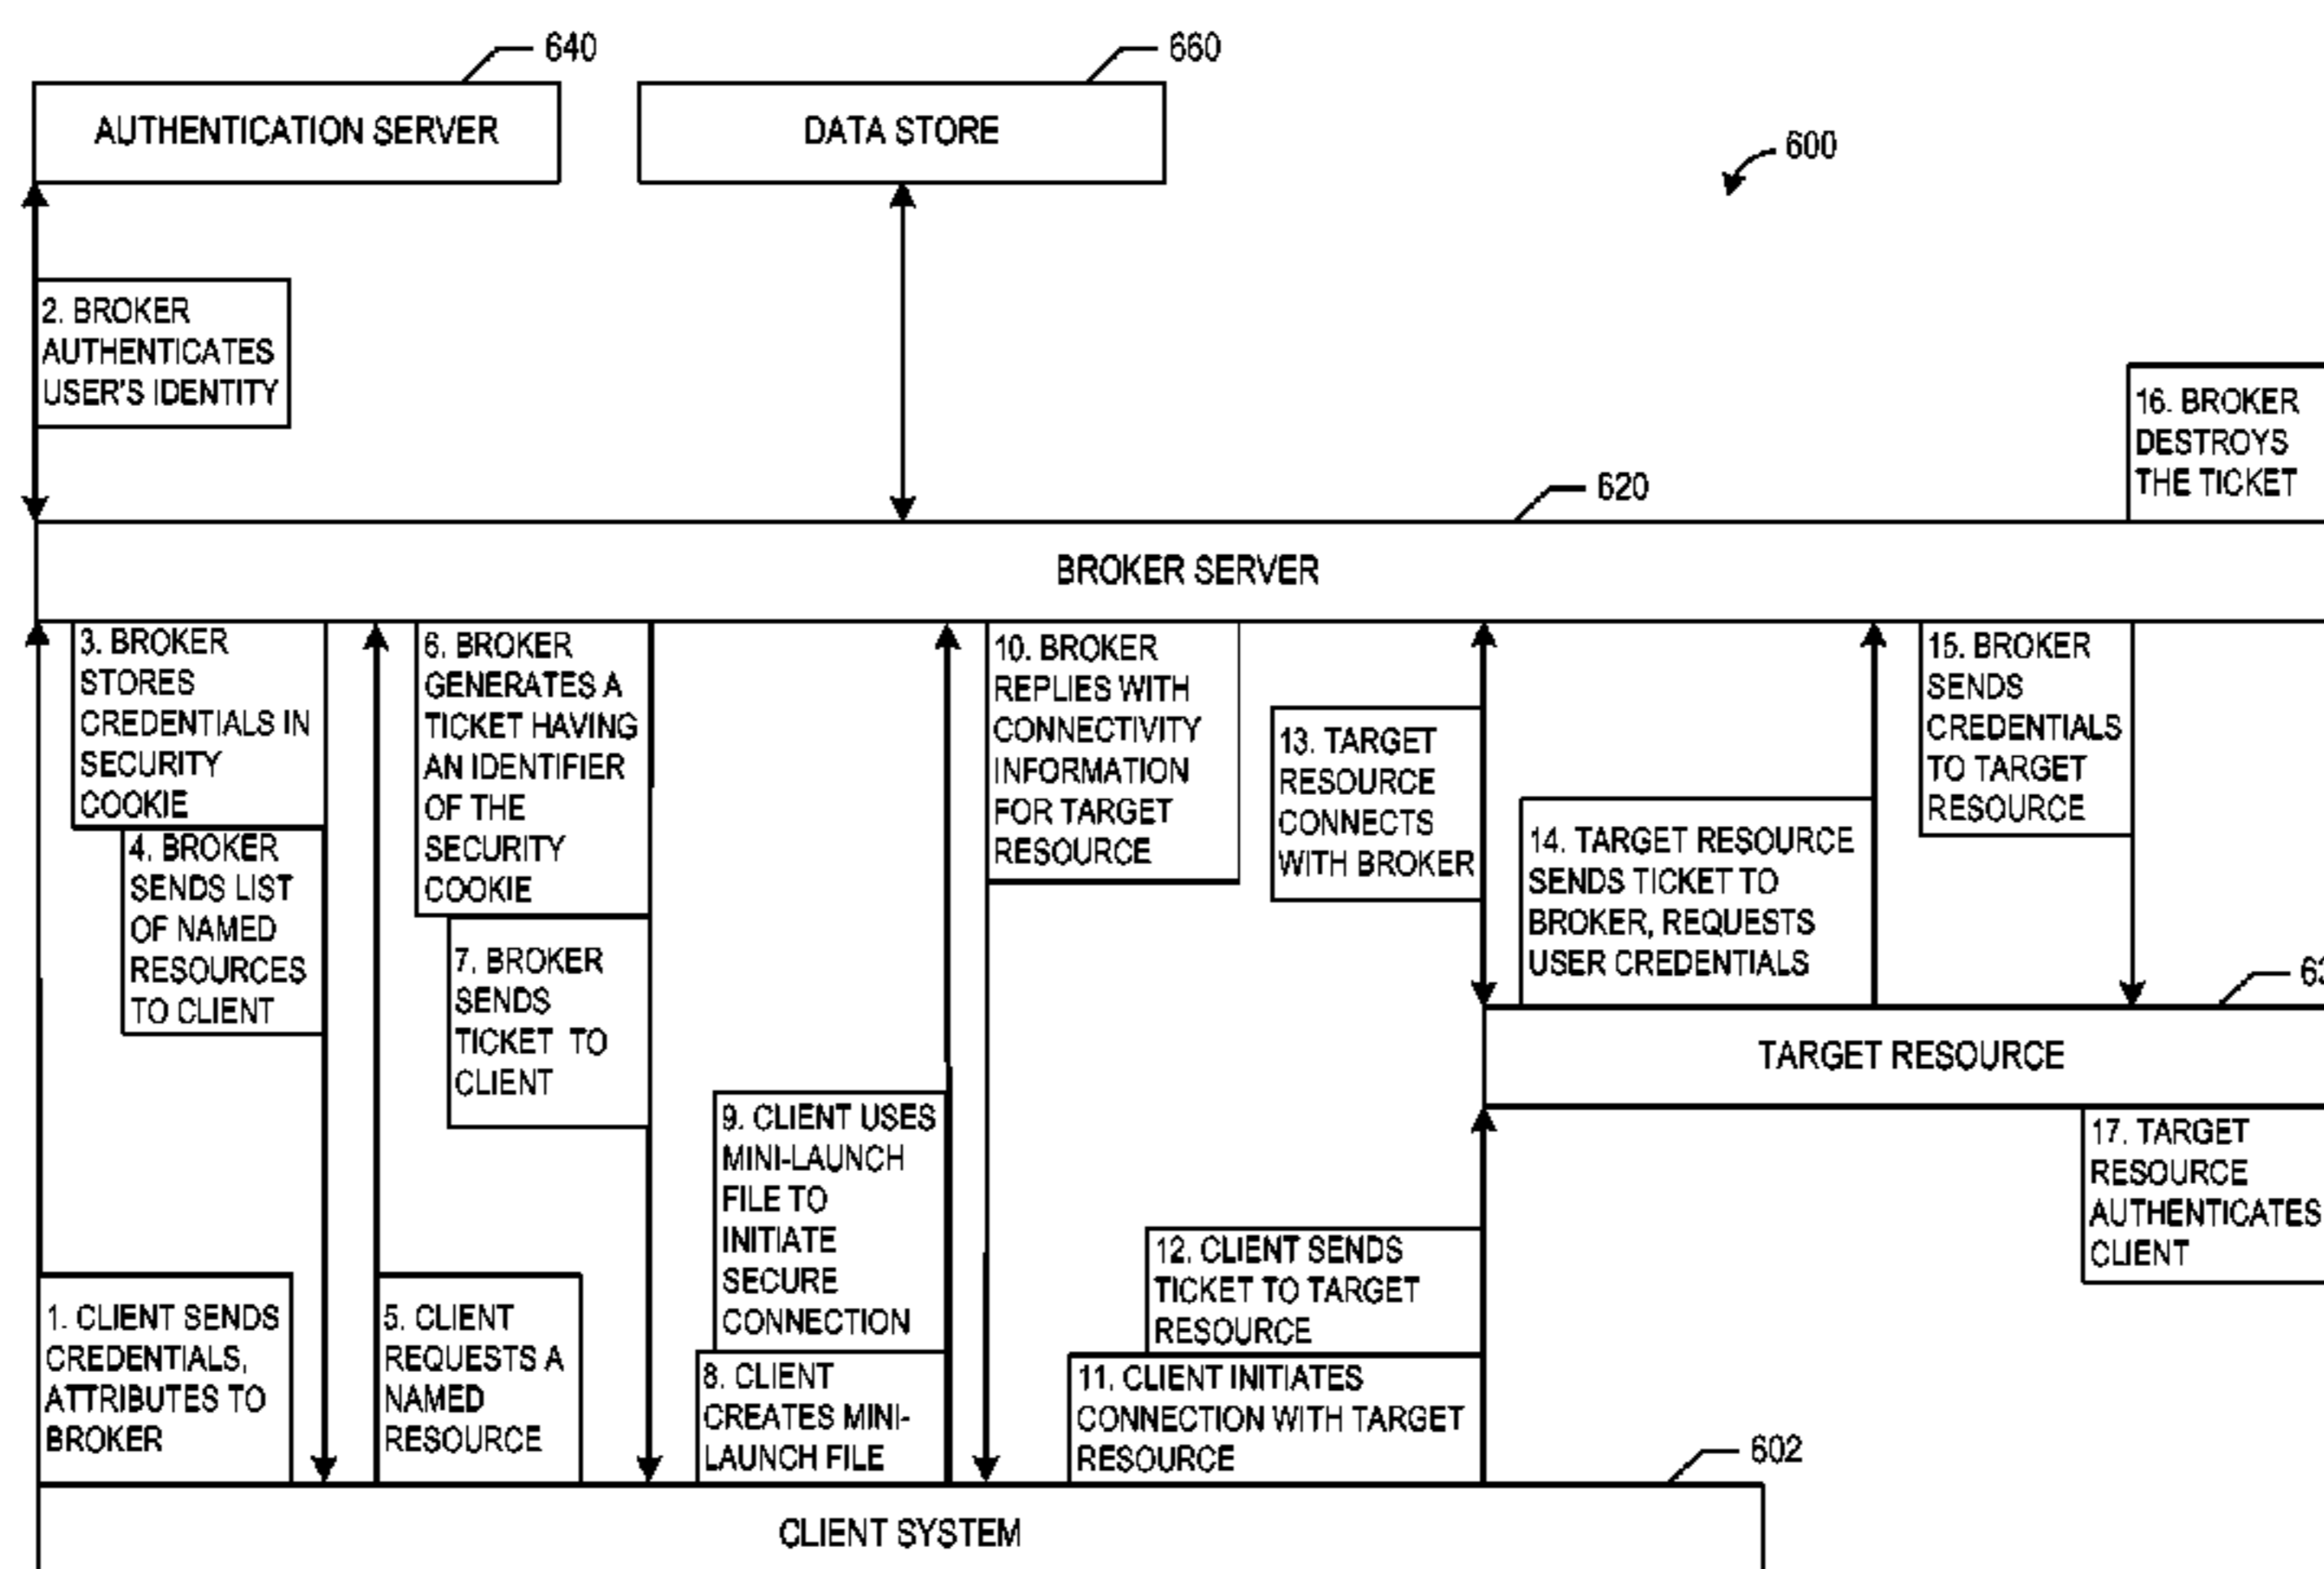 640
660
AUTHENTICATION SERVER
DATA STORE
600
2. BROKER
AUTHENTICATES
USER'S IDENTITY
16. BROKER
DESTROYS
THE TICKET
620
BROKER SERVER
3. BROKER
STORES
CREDENTIALS IN
SECURITY
COOKIE
4. BROKER
SENDS LIST
OF NAMED
RESOURCES
TO CLIENT
6. BROKER
GENERATES A
TICKET HAVING
AN IDENTIFIER
OF THE
SECURITY
COOKIE
7. BROKER
SENDS
TICKET TO
CLIENT
10. BROKER
REPLIES WITH
CONNECTIVITY
INFORMATION
FOR TARGET
RESOURCE
13. TARGET
RESOURCE
CONNECTS
WITH BROKER
14. TARGET RESOURCE
SENDS TICKET TO
BROKER, REQUESTS
USER CREDENTIALS
15. BROKER
SENDS
CREDENTIALS
TO TARGET
RESOURCE
TARGET RESOURCE
17. TARGET
RESOURCE
AUTHENTICATES
CLIENT
1. CLIENT SENDS
CREDENTIALS,
ATTRIBUTES TO
BROKER
5. CLIENT
REQUESTS A
NAMED
RESOURCE
9. CLIENT USES
MINI-LAUNCH
FILE TO
INITIATE
SECURE
CONNECTION
8. CLIENT
CREATES MINI-
LAUNCH FILE
12. CLIENT SENDS
TICKET TO TARGET
RESOURCE
11. CLIENT INITIATES
CONNECTION WITH TARGET
RESOURCE
602
CLIENT SYSTEM